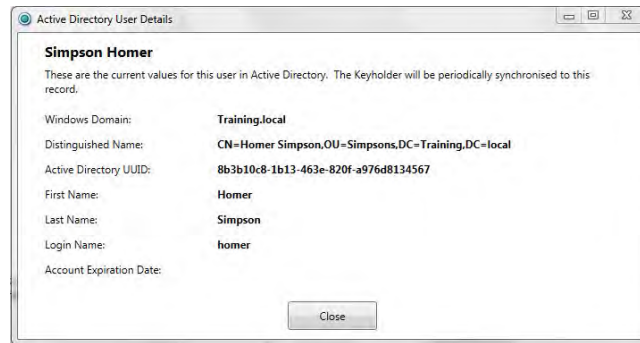 Active Directory User Details
Simpson Homer
These are the current values for this user in Active Directory. The Keyholder will be periodically synchronised to this
record.
Windows Domain: Training.local
Distinguished Name: CN=Homer Simpson,OU=Simpsons,DC=Training,DC=local
Active Directory UUID: 8b3b10c8-1b13-463e-820f-a976d8134567
First Name: Homer
Last Name: Simpson
Login Name: homer
Account Expiration Date:
Close